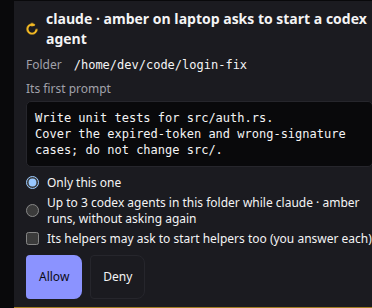 claude · amber on laptop asks to start a codex
agent
Folder /home/dev/code/login-fix
Its first prompt
Write unit tests for src/auth.rs.
Cover the expired-token and wrong-signature
cases; do not change src/.
Only this one
Up to 3 codex agents in this folder while claude · amber
runs, without asking again
Its helpers may ask to start helpers too (you answer each)
Allow Deny